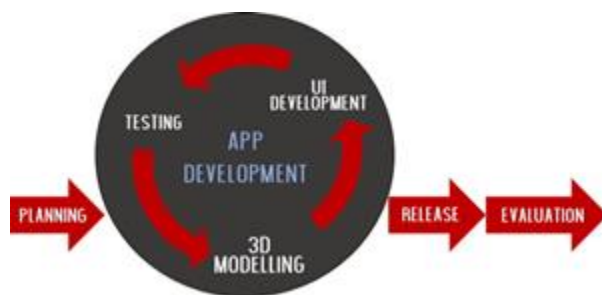 UI
DEVELOPMENT
TESTING
APP
DEVELOPMENT
PLANNING
RELEASE
EVALUATION
3D
MODELLING